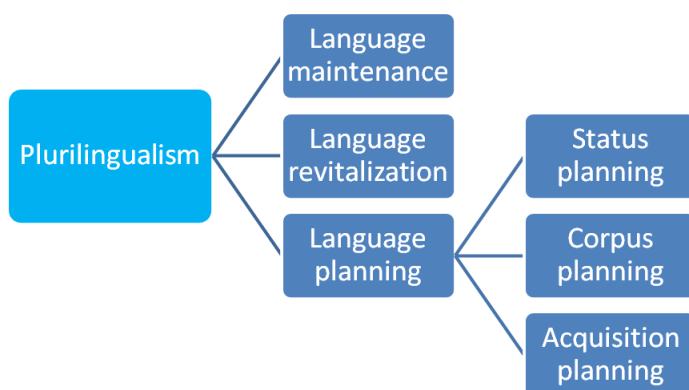 Plurilingualism
Language
maintenance
Language
revitalization
Language
planning
Status
planning
Corpus
planning
Acquisition
planning